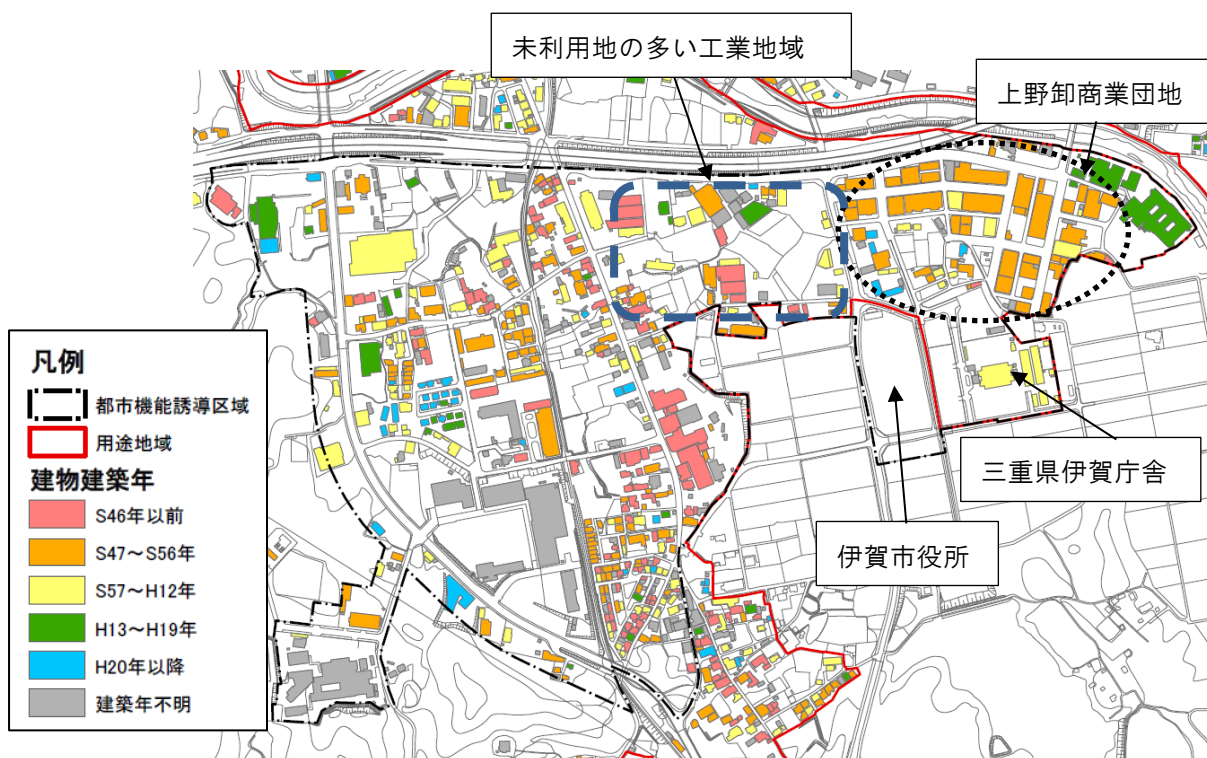 未利用地の多い工業地域
上野卸商業団地
凡例
都市機能誘導区域
用途地域
建物建築年
S46年以前
S47～S56年
S57～H12年
H13～H19年
H20年以降
建築年不明
三重県伊賀庁舎
伊賀市役所